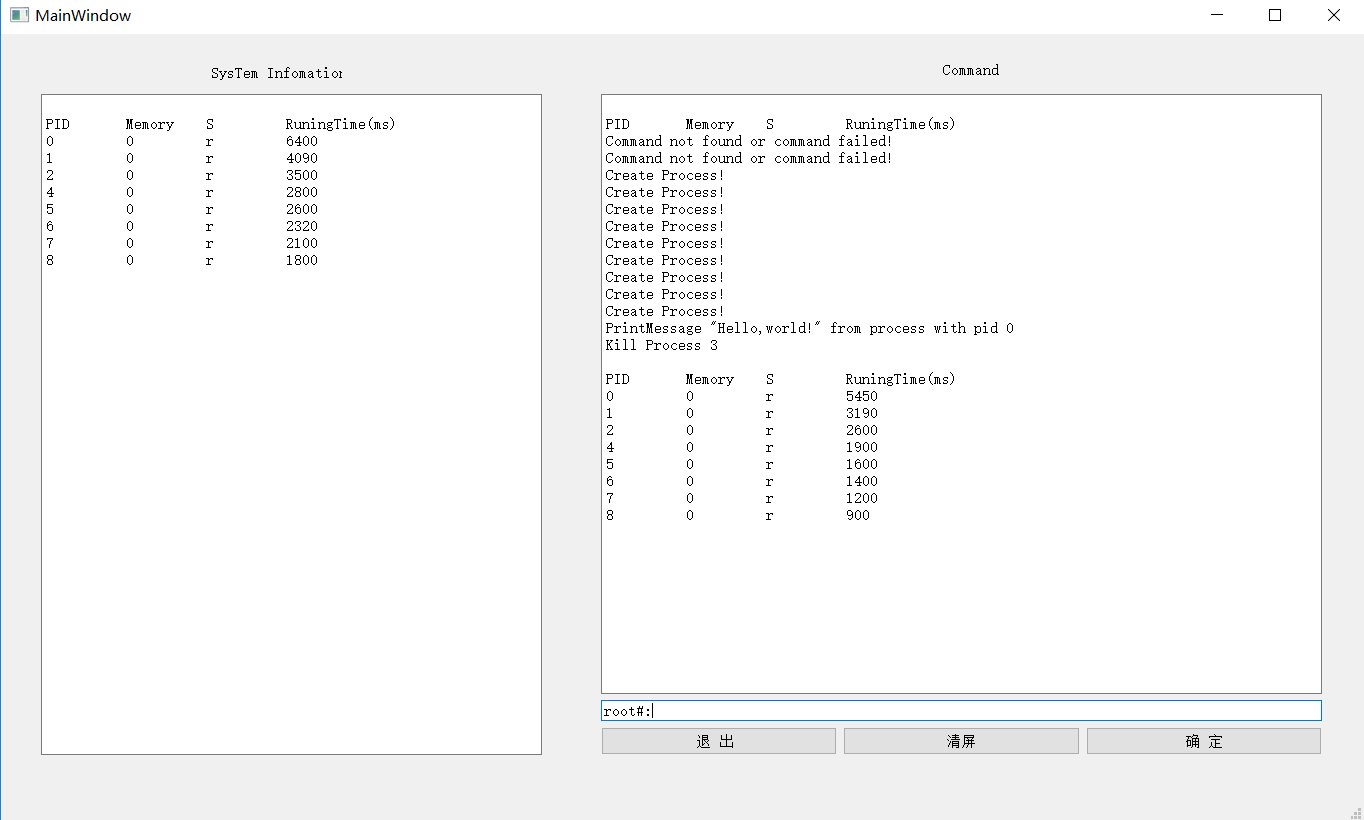 MainWindow
SysTem Infomation
PID Memory S RuningTime(ms)
0 0 r 6400
1 0 r 4090
2 0 r 3500
4 0 r 2800
5 0 r 2600
6 0 r 2320
7 0 r 2100
8 0 r 1800
Command
PID Memory S RuningTime(ms)
Command not found or command failed!
Command not found or command failed!
Create Process!
Create Process!
Create Process!
Create Process!
Create Process!
Create Process!
Create Process!
Create Process!
Create Process!
PrintMessage "Hello,world!" from process with pid 0
Kill Process 3
PID Memory S RuningTime(ms)
0 0 r 5450
1 0 r 3190
2 0 r 2600
4 0 r 1900
5 0 r 1600
6 0 r 1400
7 0 r 1200
8 0 r 900
root#:
退 出 清屏 确 定